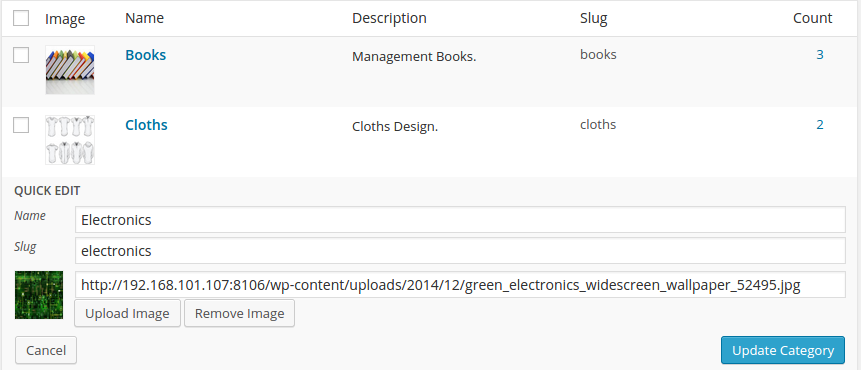 Image Name Description Slug Count
Books Management Books. books 3
Cloths Cloths Design. cloths 2
QUICK EDIT
Name Electronics
Slug electronics
http://192.168.101.107:8106/wp-content/uploads/2014/12/green_electronics_widescreen_wallpaper_52495.jpg
Upload Image Remove Image
Cancel Update Category